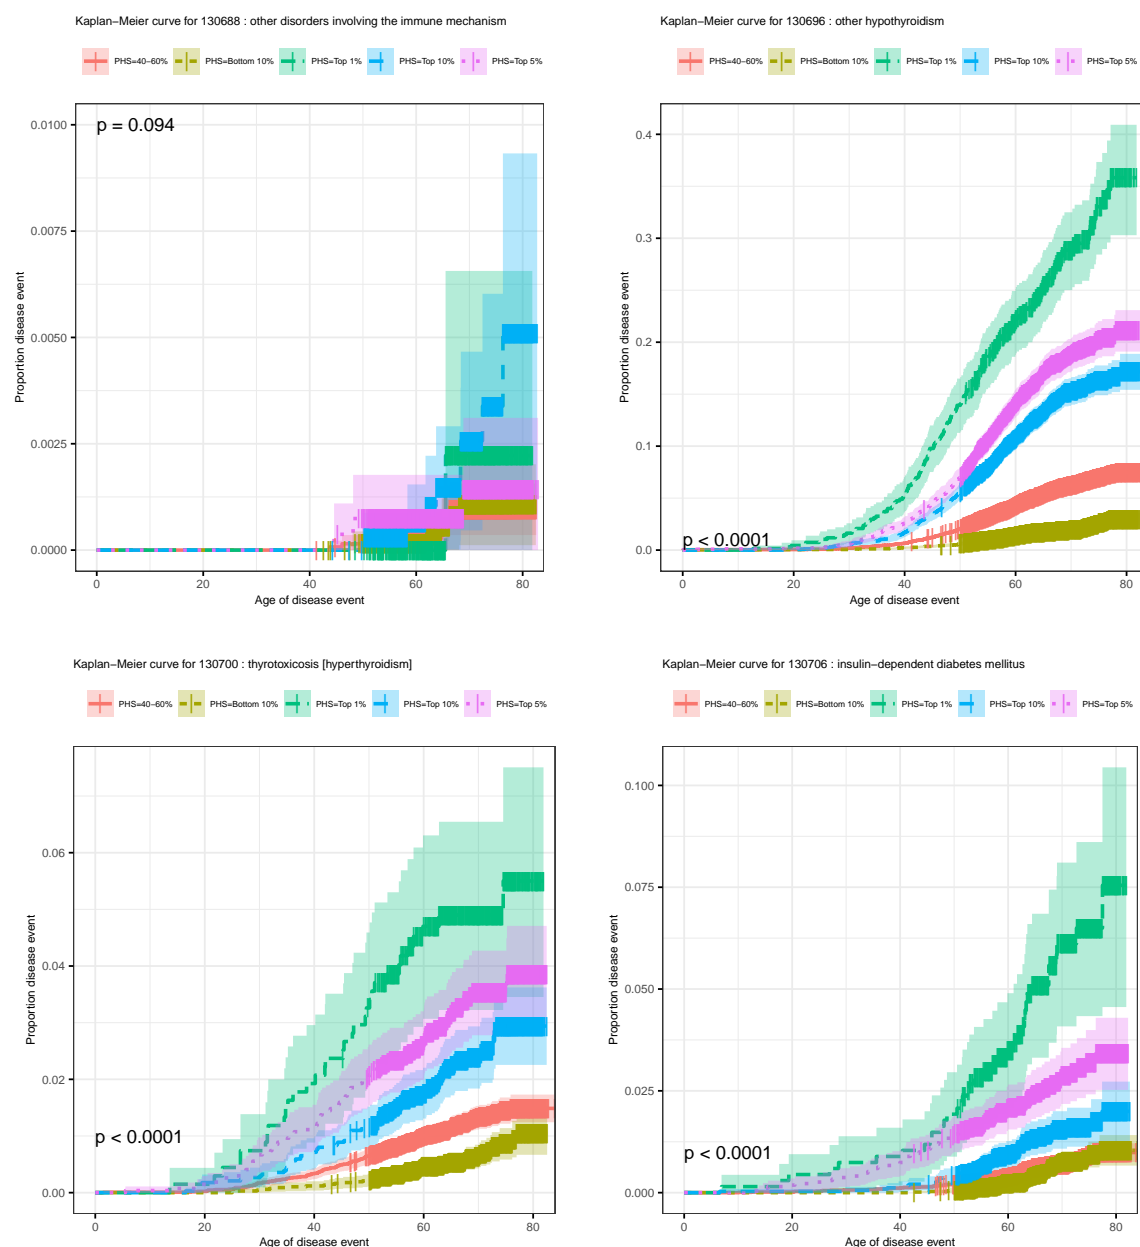 Kaplan−Meier curve for 130688 : other disorders involving the immune mechanism
PHS=40−60% PHS=Bottom 10% PHS=Top 1% PHS=Top 10% PHS=Top 5%
p = 0.094
0.0100
0.0075
0.0050
0.0025
0.0000
Proportion disease event
0 20 40 60 80
Age of disease event
Kaplan−Meier curve for 130696 : other hypothyroidism
PHS=40−60% PHS=Bottom 10% PHS=Top 1% PHS=Top 10% PHS=Top 5%
0.4
0.3
0.2
0.1
0.0
p < 0.0001
Proportion disease event
0 20 40 60 80
Age of disease event
Kaplan−Meier curve for 130700 : thyrotoxicosis [hyperthyroidism]
PHS=40−60% PHS=Bottom 10% PHS=Top 1% PHS=Top 10% PHS=Top 5%
0.06
0.04
0.02
0.00
p < 0.0001
Proportion disease event
0 20 40 60 80
Age of disease event
Kaplan−Meier curve for 130706 : insulin−dependent diabetes mellitus
PHS=40−60% PHS=Bottom 10% PHS=Top 1% PHS=Top 10% PHS=Top 5%
0.100
0.075
0.050
0.025
0.000
p < 0.0001
Proportion disease event
0 20 40 60 80
Age of disease event